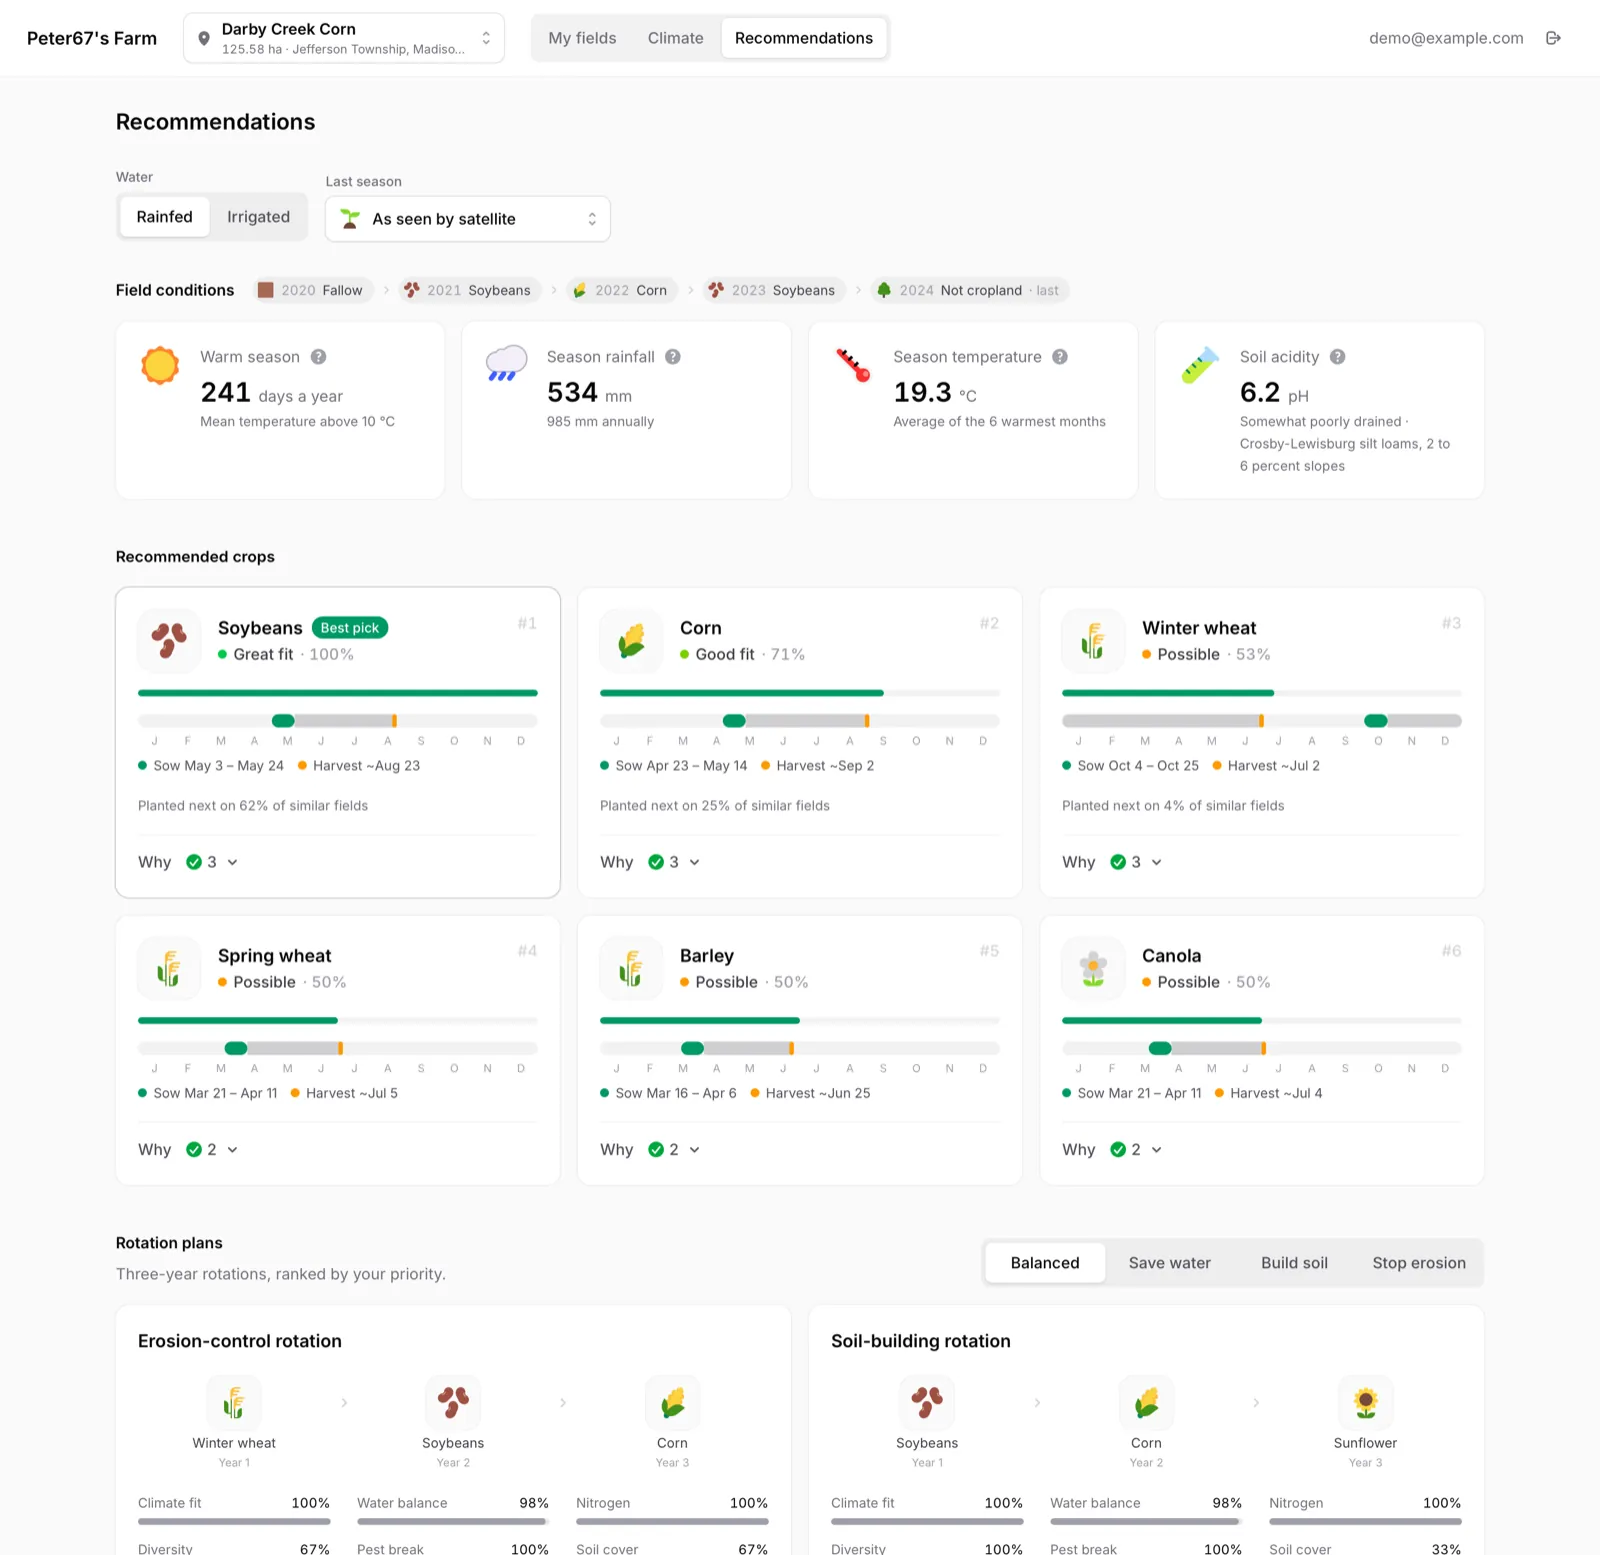 Peter67's Farm
Darby Creek Corn
125.58 ha · Jefferson Township, Madiso...
My fields
Climate
Recommendations
demo@example.com
Recommendations
Water
Rainfed
Irrigated
Last season
As seen by satellite
Field conditions
2020 Fallow
2021 Soybeans
2022 Corn
2023 Soybeans
2024 Not cropland · last
Warm season ?
241 days a year
Mean temperature above 10 °C
Season rainfall ?
534 mm
985 mm annually
Season temperature ?
19.3 °C
Average of the 6 warmest months
Soil acidity ?
6.2 pH
Somewhat poorly drained ·
Crosby-Lewisburg silt loams, 2 to
6 percent slopes
Recommended crops
Soybeans Best pick #1
Great fit · 100%
J F M A M J J A S O N D
Sow May 3 – May 24 Harvest ~Aug 23
Planted next on 62% of similar fields
Why 3
Corn #2
Good fit · 71%
J F M A M J J A S O N D
Sow Apr 23 – May 14 Harvest ~Sep 2
Planted next on 25% of similar fields
Why 3
Winter wheat #3
Possible · 53%
J F M A M J J A S O N D
Sow Oct 4 – Oct 25 Harvest ~Jul 2
Planted next on 4% of similar fields
Why 3
Spring wheat #4
Possible · 50%
J F M A M J J A S O N D
Sow Mar 21 – Apr 11 Harvest ~Jul 5
Why 2
Barley #5
Possible · 50%
J F M A M J J A S O N D
Sow Mar 16 – Apr 6 Harvest ~Jun 25
Why 2
Canola #6
Possible · 50%
J F M A M J J A S O N D
Sow Mar 21 – Apr 11 Harvest ~Jul 4
Why 2
Rotation plans
Three-year rotations, ranked by your priority.
Balanced
Save water
Build soil
Stop erosion
Erosion-control rotation
Winter wheat Soybeans Corn
Year 1 Year 2 Year 3
Climate fit 100% Water balance 98% Nitrogen 100%
Diversity 67% Pest break 100% Soil cover 67%
Soil-building rotation
Soybeans Corn Sunflower
Year 1 Year 2 Year 3
Climate fit 100% Water balance 98% Nitrogen 100%
Diversity 100% Pest break 100% Soil cover 33%